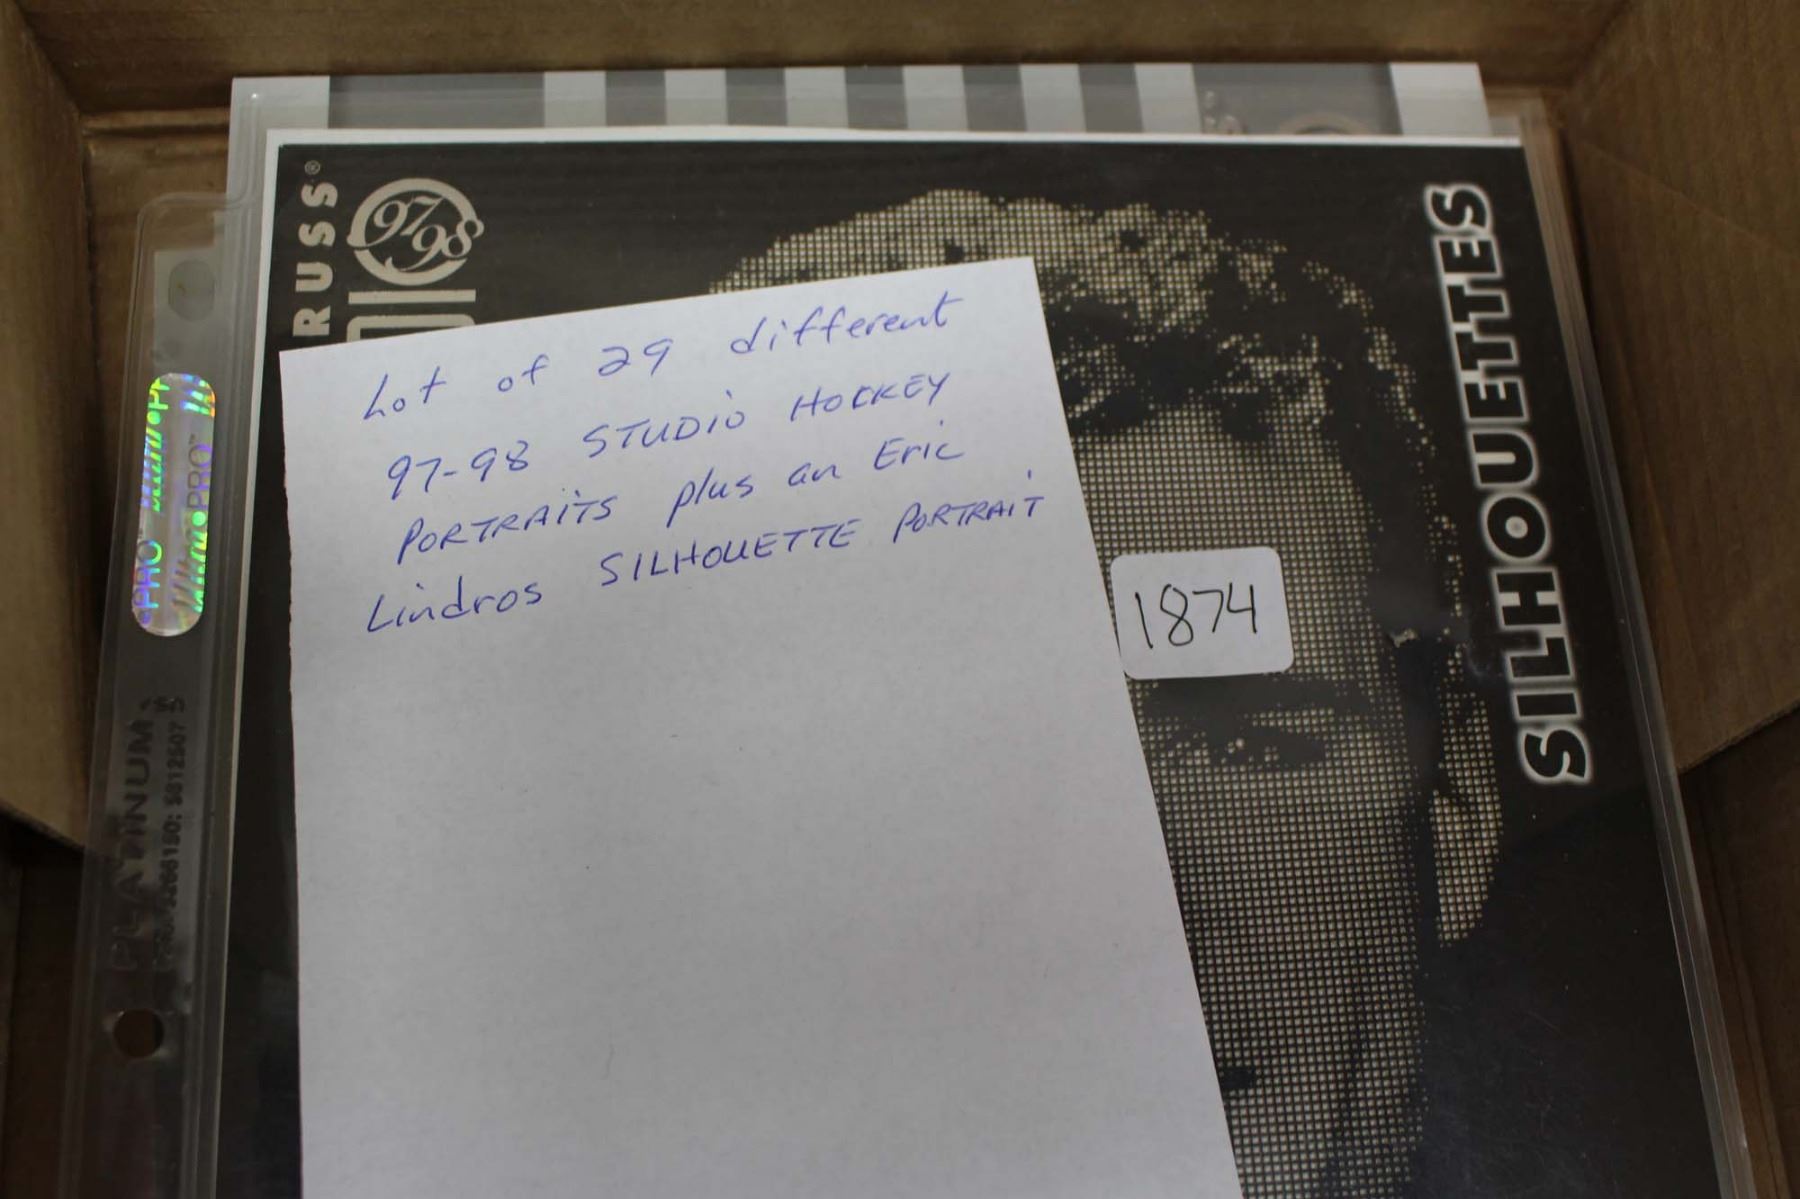 RUSS®
97
98
SILHOUETTES
Lot of 29 different
97-98 STUDIO HOCKEY
PORTRAITS plus an Eric
Lindros SILHOUETTE PORTRAIT
1874
PRO
PRO™
PLATINUM